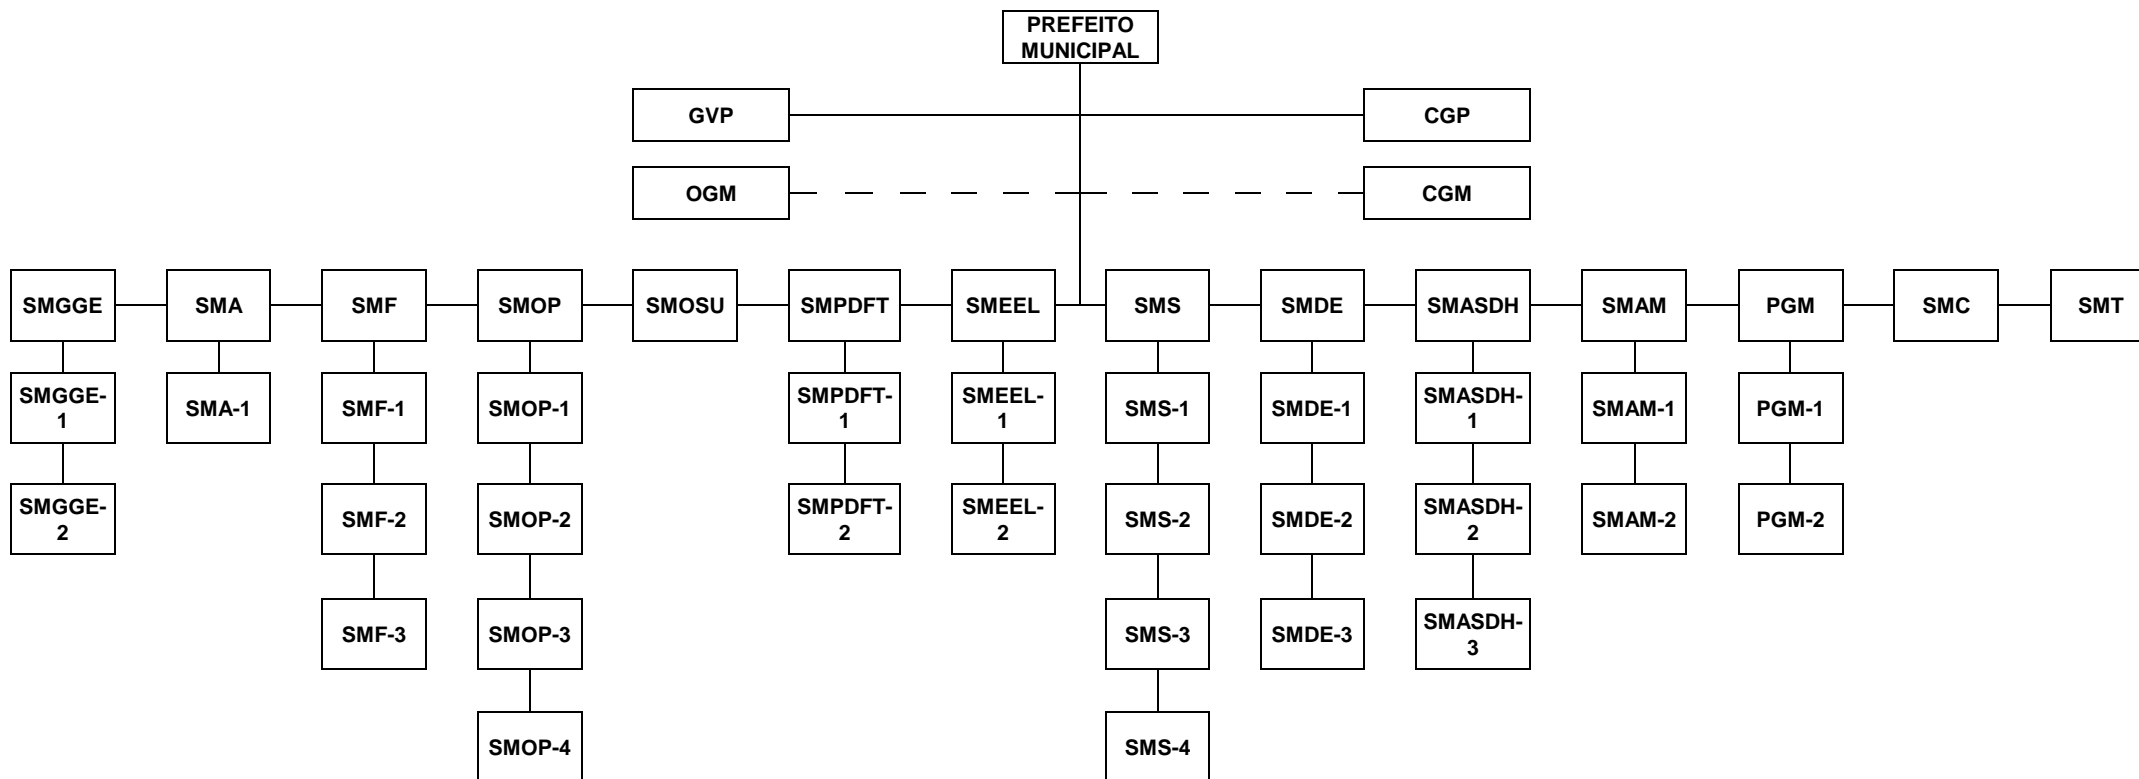 PREFEITO
MUNICIPAL
GVP
CGP
OGM
CGM
SMGGE
SMA
SMF
SMOP
SMOSU
SMPDFT
SMEEL
SMS
SMDE
SMASDH
SMAM
PGM
SMC
SMT
SMGGE-
1
SMA-1
SMF-1
SMOP-1
SMPDFT-
1
SMEEL-
1
SMS-1
SMDE-1
SMASDH-
1
SMAM-1
PGM-1
SMGGE-
2
SMF-2
SMOP-2
SMPDFT-
2
SMEEL-
2
SMS-2
SMDE-2
SMASDH-
2
SMAM-2
PGM-2
SMF-3
SMOP-3
SMS-3
SMDE-3
SMASDH-
3
SMOP-4
SMS-4